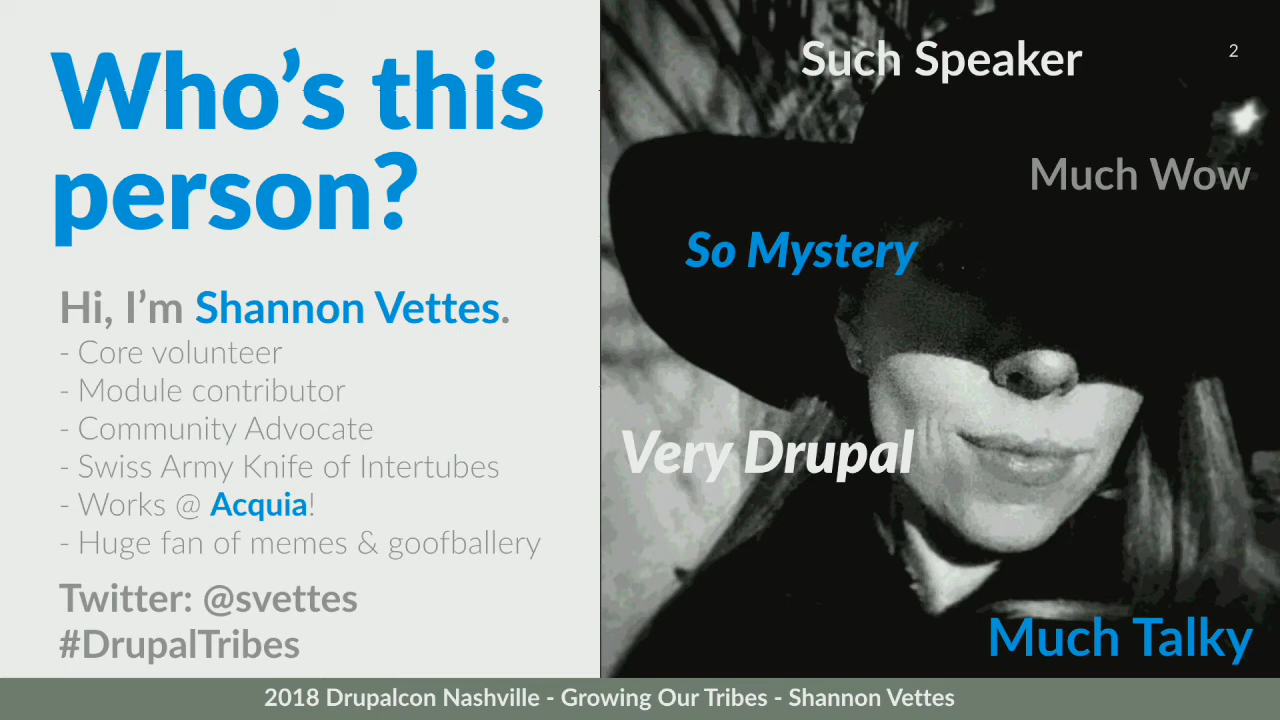 Who's this
person?
Hi, I'm Shannon Vettes.
- Core volunteer
- Module contributor
- Community Advocate
- Swiss Army Knife of Intertubes
- Works @ Acquia!
- Huge fan of memes & goofballery
Twitter: @svettes
#DrupalTribes
Such Speaker
2
Much Wow
So Mystery
Very Drupal
Much Talky
2018 Drupalcon Nashville - Growing Our Tribes - Shannon Vettes